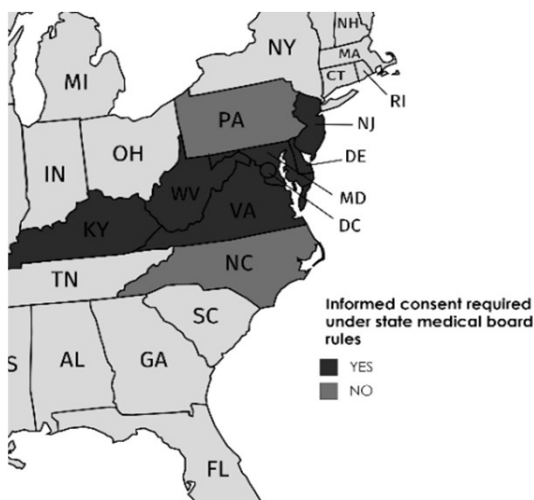 NH
NY
MA
MI
CT
RI
PA
NJ
OH
DE
IN
WV
MD
VA
DC
KY
NC
TN
Informed consent required
under state medical board
rules
SC
YES
S
AL
GA
NO
FL